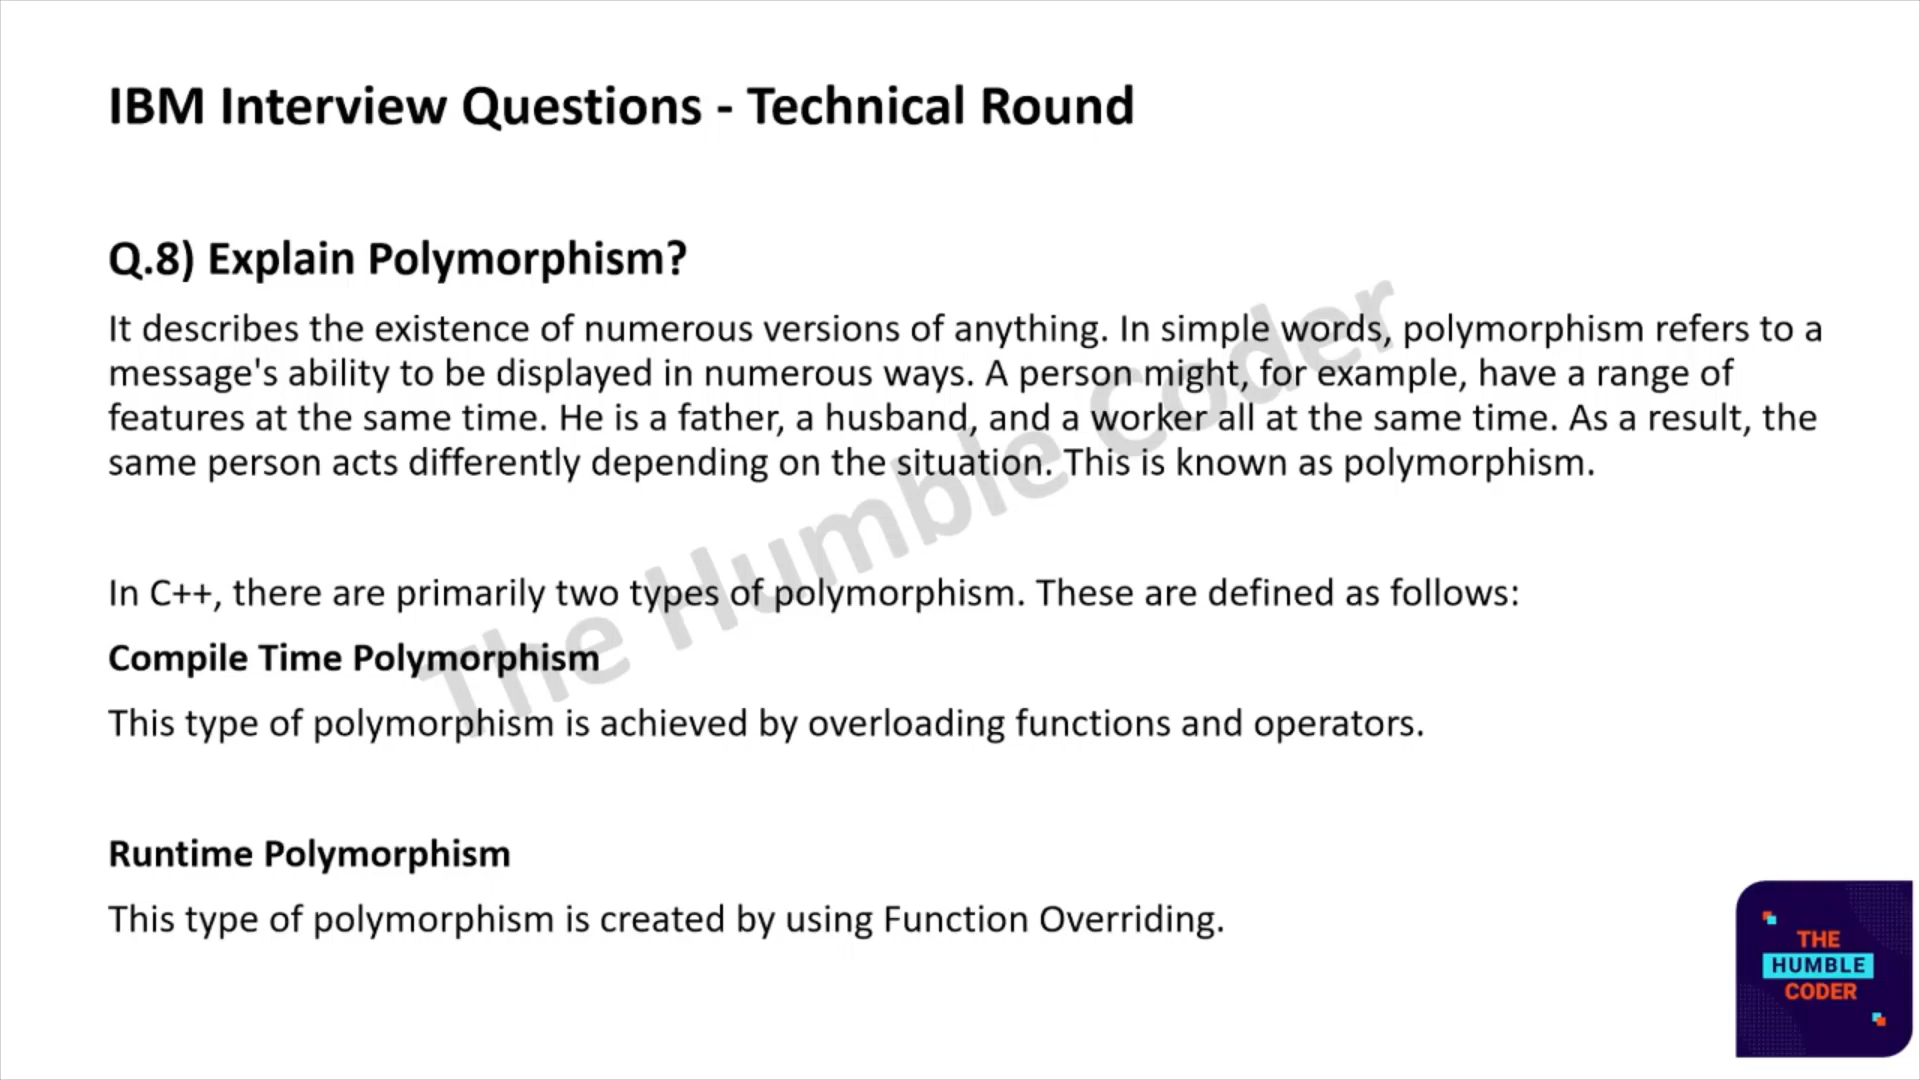 IBM Interview Questions - Technical Round
Q.8) Explain Polymorphism?
It describes the existence of numerous versions of anything. In simple words, polymorphism refers to a
message's ability to be displayed in numerous ways. A person might, for example, have a range of
features at the same time. He is a father, a husband, and a worker all at the same time. As a result, the
same person acts differently depending on the situation. This is known as polymorphism.
In C++, there are primarily two types of polymorphism. These are defined as follows:
Compile Time Polymorphism
This type of polymorphism is achieved by overloading functions and operators.
Runtime Polymorphism
This type of polymorphism is created by using Function Overriding.
The Humble Coder
THE
HUMBLE
CODER